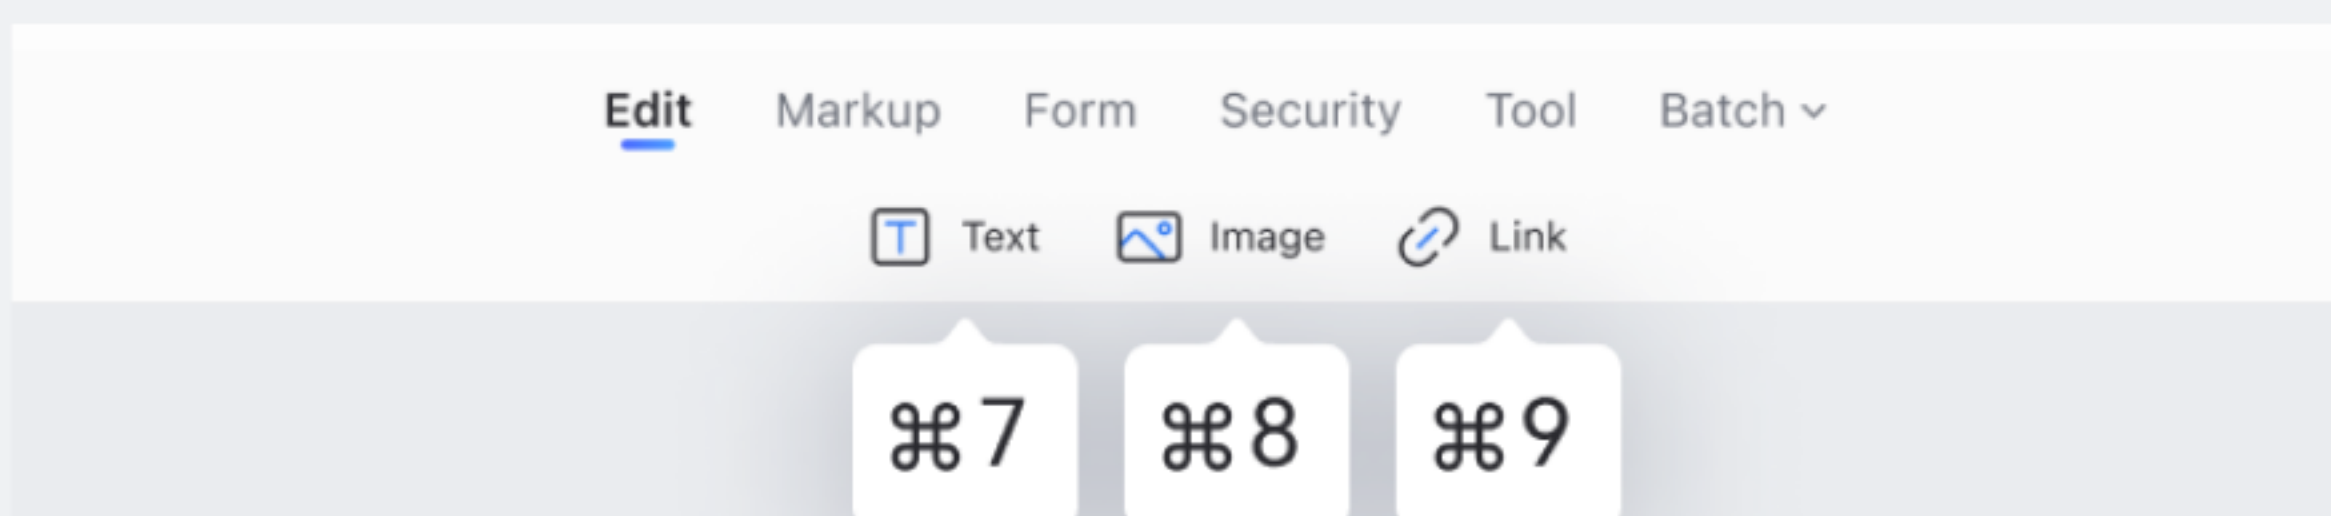 Edit Markup Form Security Tool Batch
Text Image Link
⌘7 ⌘8 ⌘9